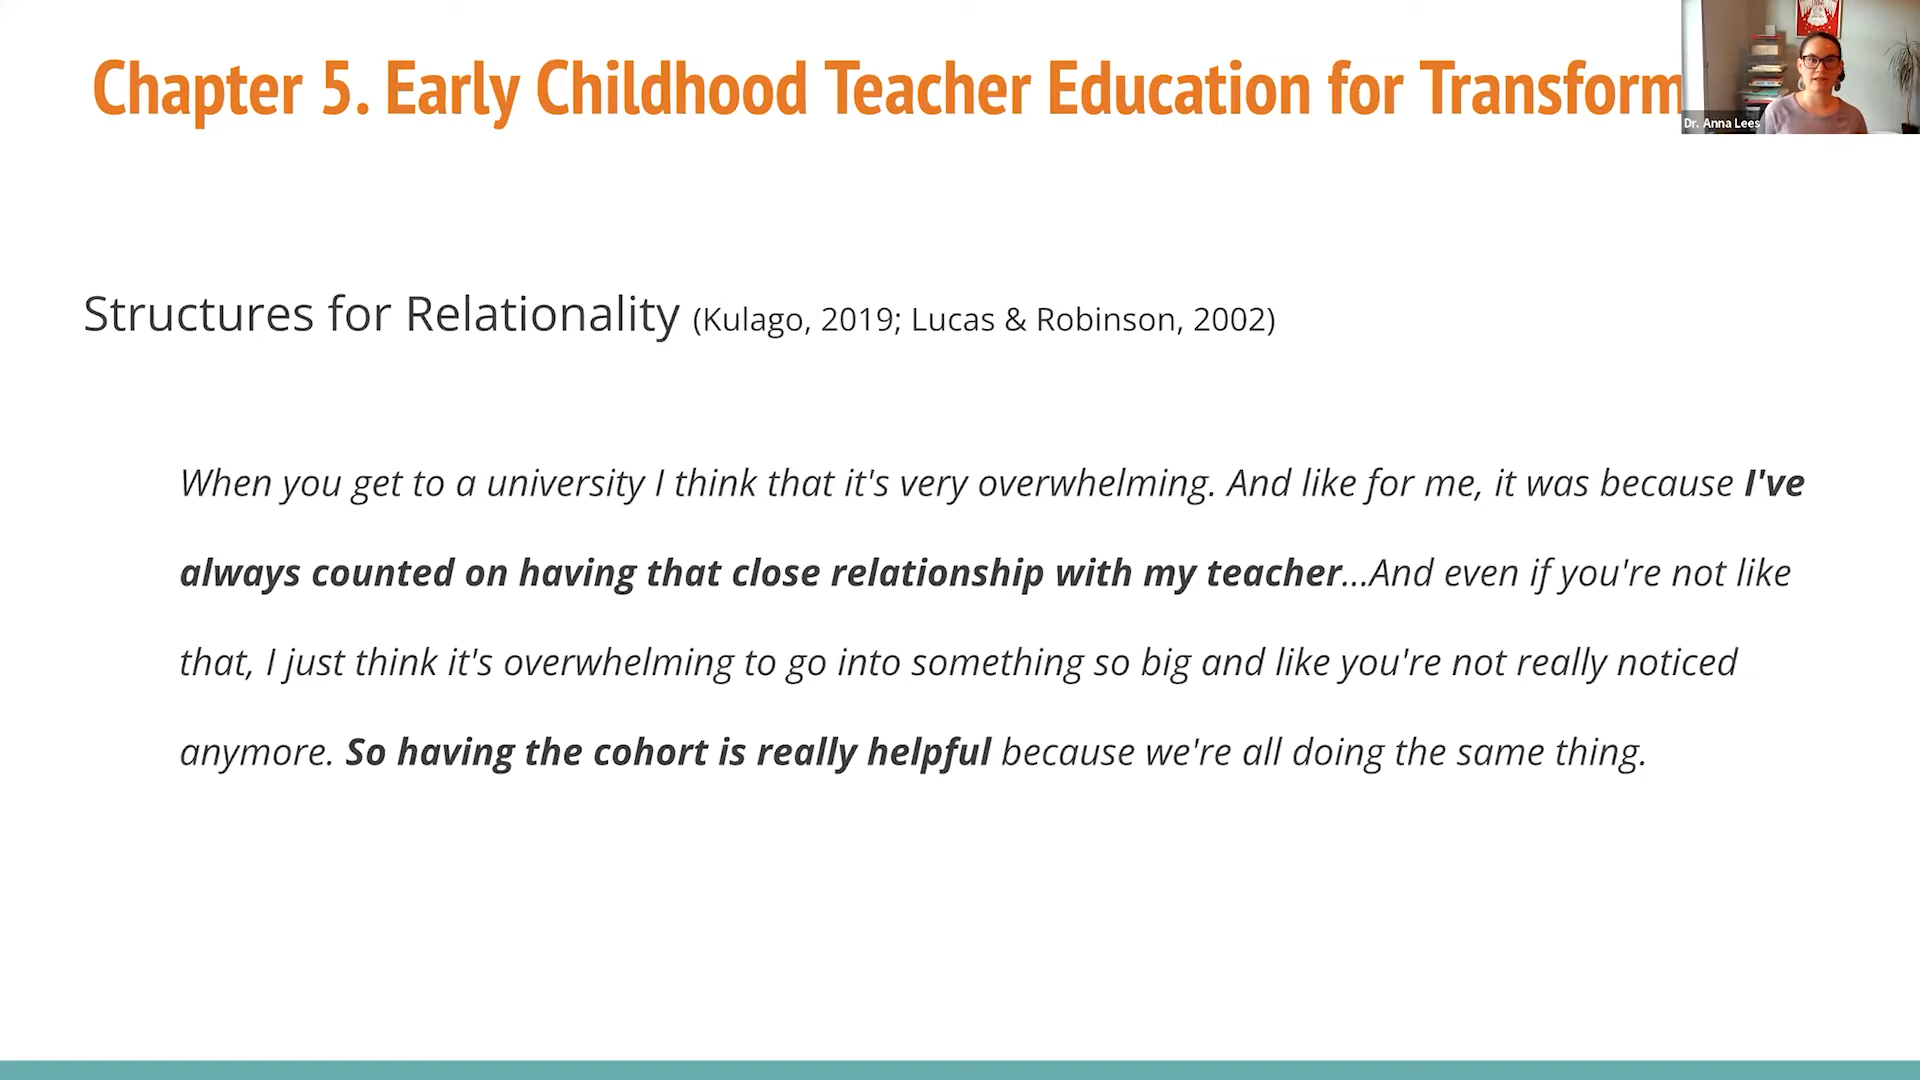 Chapter 5. Early Childhood Teacher Education for Transform
Dr. Anna Lees
Structures for Relationality (Kulago, 2019; Lucas & Robinson, 2002)
When you get to a university I think that it's very overwhelming. And like for me, it was because I've
always counted on having that close relationship with my teacher...And even if you're not like
that, I just think it's overwhelming to go into something so big and like you're not really noticed
anymore. So having the cohort is really helpful because we're all doing the same thing.